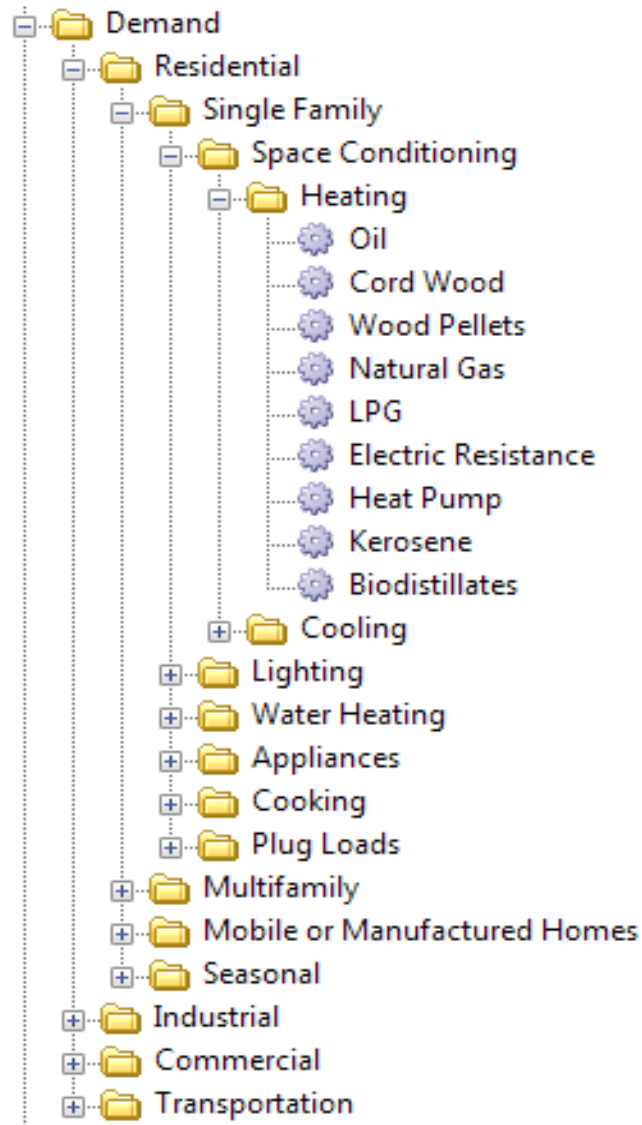 Demand
Residential
Single Family
Space Conditioning
Heating
Oil
Cord Wood
Wood Pellets
Natural Gas
LPG
Electric Resistance
Heat Pump
Kerosene
Biodistillates
Cooling
Lighting
Water Heating
Appliances
Cooking
Plug Loads
Multifamily
Mobile or Manufactured Homes
Seasonal
Industrial
Commercial
Transportation